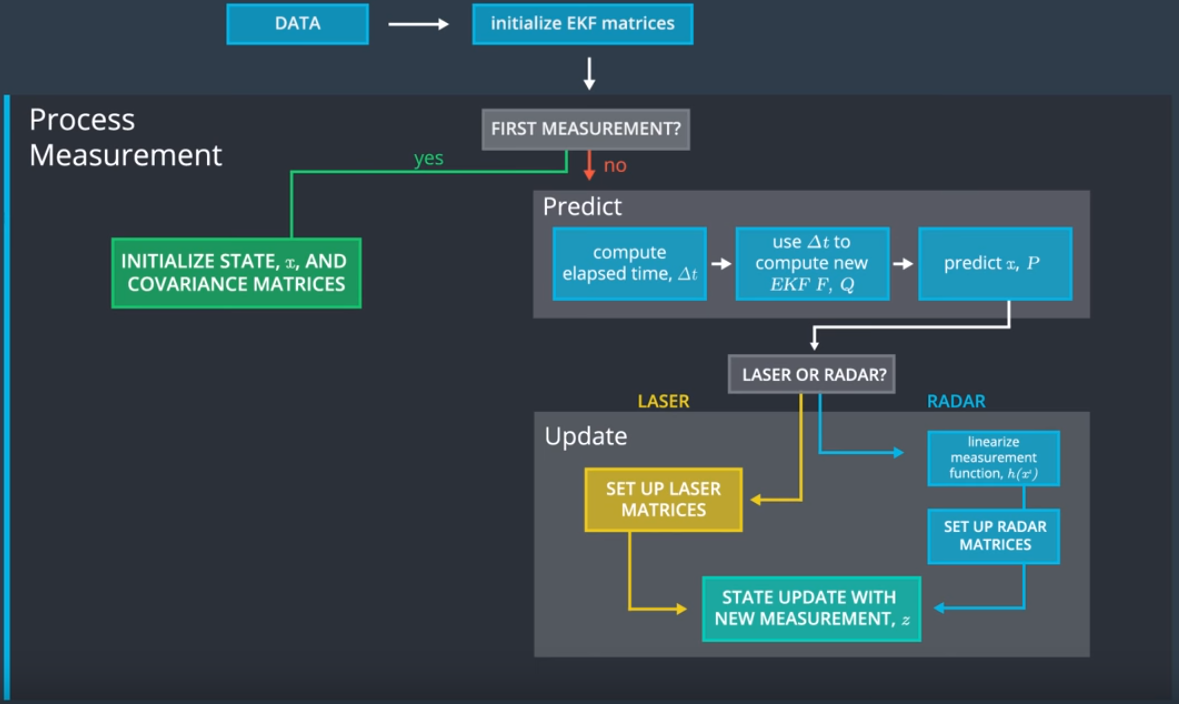 DATA
initialize EKF matrices
Process
Measurement
FIRST MEASUREMENT?
yes
no
INITIALIZE STATE, x, AND
COVARIANCE MATRICES
Predict
compute
elapsed time, Δt
use Δt to
compute new
EKF F, Q
predict x, P
LASER OR RADAR?
LASER
RADAR
Update
SET UP LASER
MATRICES
linearize
measurement
function, h(x')
SET UP RADAR
MATRICES
STATE UPDATE WITH
NEW MEASUREMENT, z